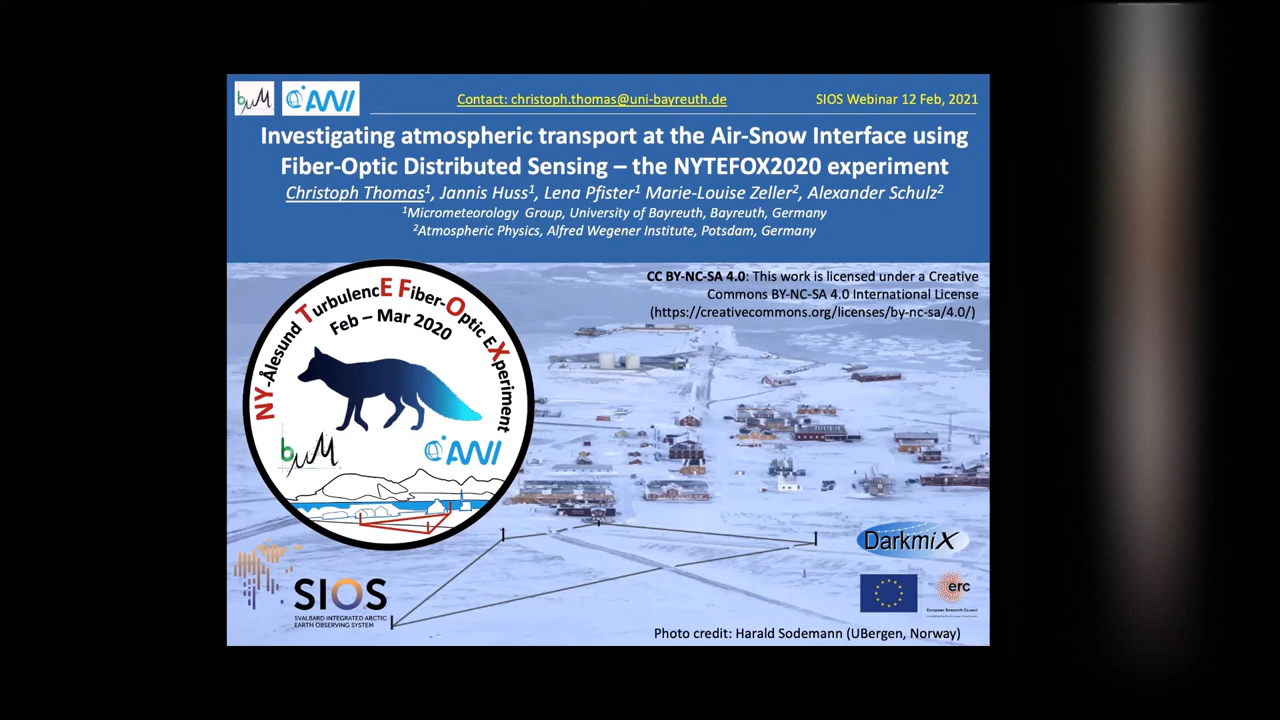 buM
AWI
Contact: christoph.thomas@uni-bayreuth.de
SIOS Webinar 12 Feb, 2021
Investigating atmospheric transport at the Air-Snow Interface using
Fiber-Optic Distributed Sensing – the NYTEFOX2020 experiment
Christoph Thomas¹, Jannis Huss¹, Lena Pfister¹ Marie-Louise Zeller², Alexander Schulz²
¹Micrometeorology Group, University of Bayreuth, Bayreuth, Germany
²Atmospheric Physics, Alfred Wegener Institute, Potsdam, Germany
CC BY-NC-SA 4.0: This work is licensed under a Creative
Commons BY-NC-SA 4.0 International License
(https://creativecommons.org/licenses/by-nc-sa/4.0/)
NY-Ålesund TurbulencE Fiber-Optic EXperiment
Feb – Mar 2020
buM
AWI
SIOS
SVALBARD INTEGRATED ARCTIC
EARTH OBSERVING SYSTEM
DarkmiX
erc
European Research Council
Photo credit: Harald Sodemann (UBergen, Norway)